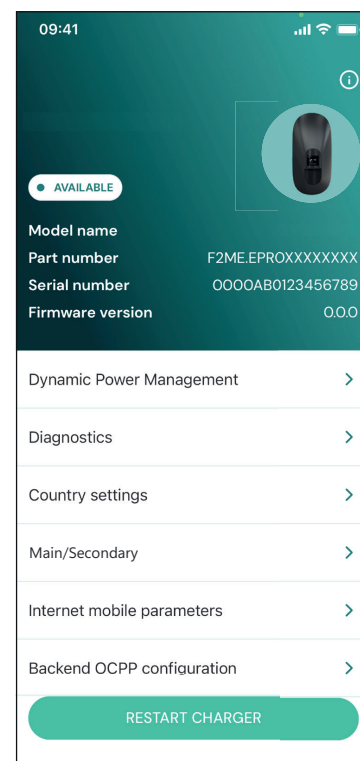 09:41
AVAILABLE
Model name
Part number F2ME.EPROXXXXXXXX
Serial number 0000AB0123456789
Firmware version 0.0.0
Dynamic Power Management
Diagnostics
Country settings
Main/Secondary
Internet mobile parameters
Backend OCPP configuration
RESTART CHARGER